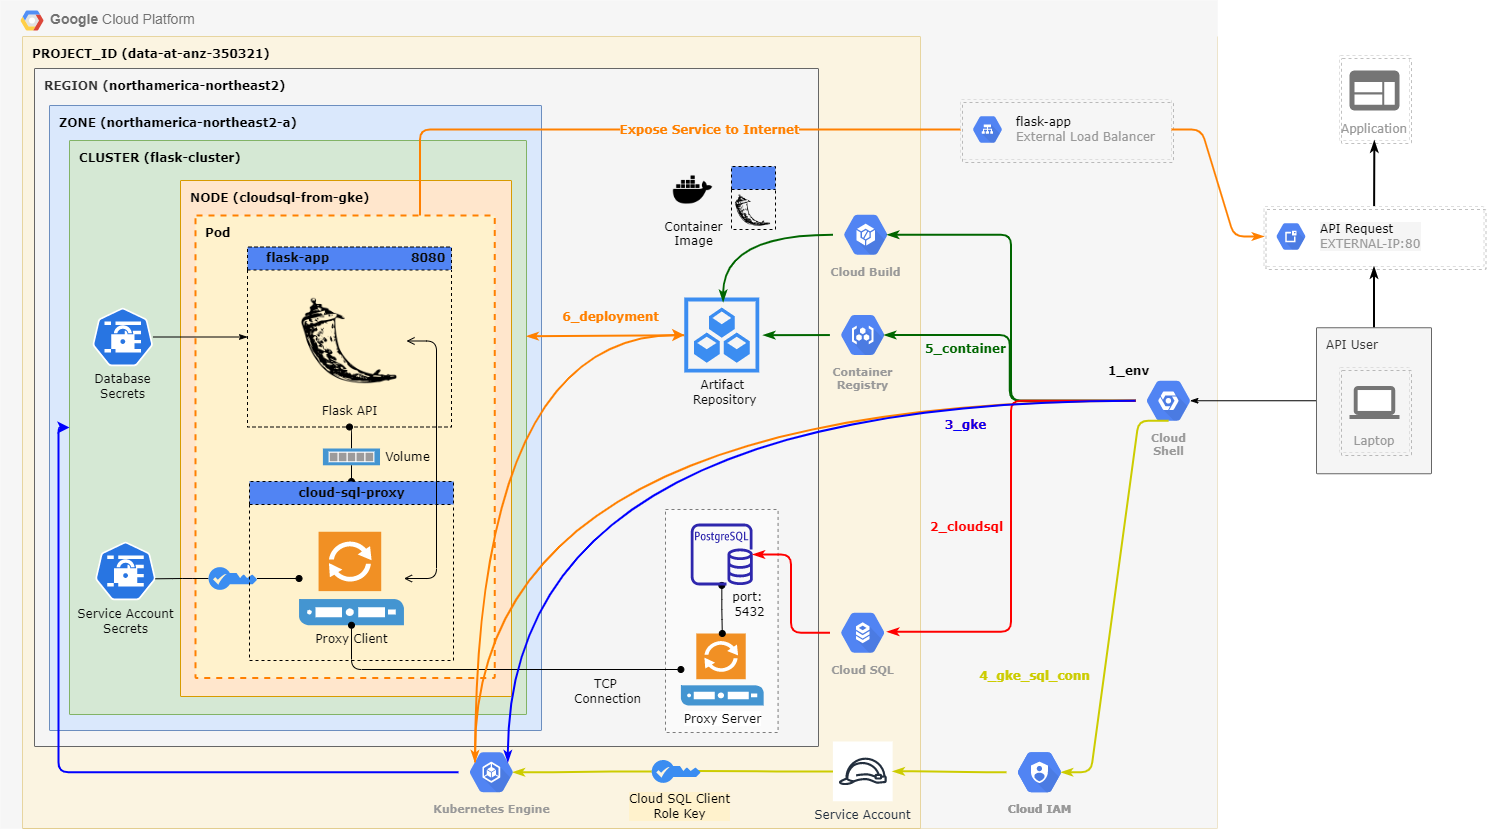 Google Cloud Platform
PROJECT_ID (data-at-anz-350321)
REGION (northamerica-northeast2)
ZONE (northamerica-northeast2-a)
CLUSTER (flask-cluster)
NODE (cloudsql-from-gke)
Pod
flask-app 8080
Flask API
Volume
cloud-sql-proxy
Proxy Client
Database
Secrets
Service Account
Secrets
Expose Service to Internet
Container
Image
6_deployment
Artifact
Repository
Cloud Build
Container
Registry
5_container
1_env
3_gke
Cloud
Shell
2_cloudsql
PostgreSQL
port:
5432
Cloud SQL
4_gke_sql_conn
TCP
Connection
Proxy Server
Kubernetes Engine
Cloud SQL Client
Role Key
Service Account
Cloud IAM
flask-app
External Load Balancer
Application
API Request
EXTERNAL-IP:80
API User
Laptop